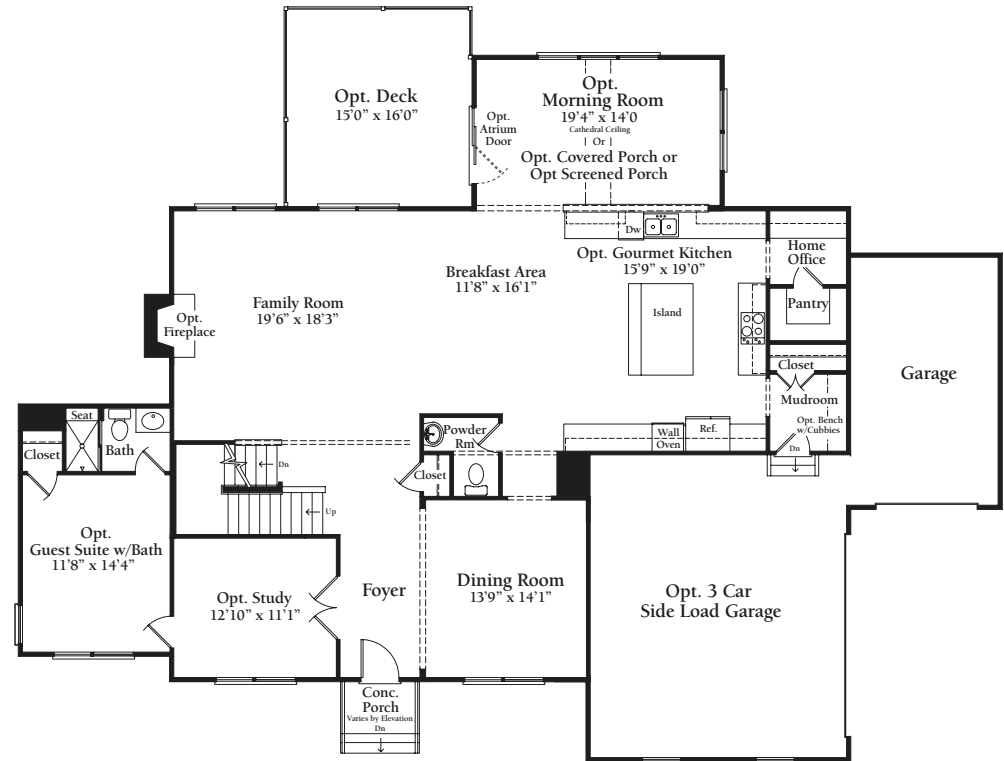 Opt. Deck
15'0" x 16'0"
Opt.
Morning Room
19'4" x 14'0
Cathedral Ceiling
Or
Opt. Covered Porch or
Opt Screened Porch
Opt.
Atrium
Door
Dw
Opt. Gourmet Kitchen
15'9" x 19'0"
Home
Office
Breakfast Area
11'8" x 16'1"
Family Room
19'6" x 18'3"
Opt.
Fireplace
Island
Pantry
Closet
Mudroom
Opt. Bench
w/Cubbies
Dn
Garage
Seat
Closet
Bath
Powder
Rm
Wall
Oven
Ref.
Dn
Closet
Up
Opt.
Guest Suite w/Bath
11'8" x 14'4"
Opt. Study
12'10" x 11'1"
Foyer
Dining Room
13'9" x 14'1"
Opt. 3 Car
Side Load Garage
Conc.
Porch
Varies by Elevation
Dn